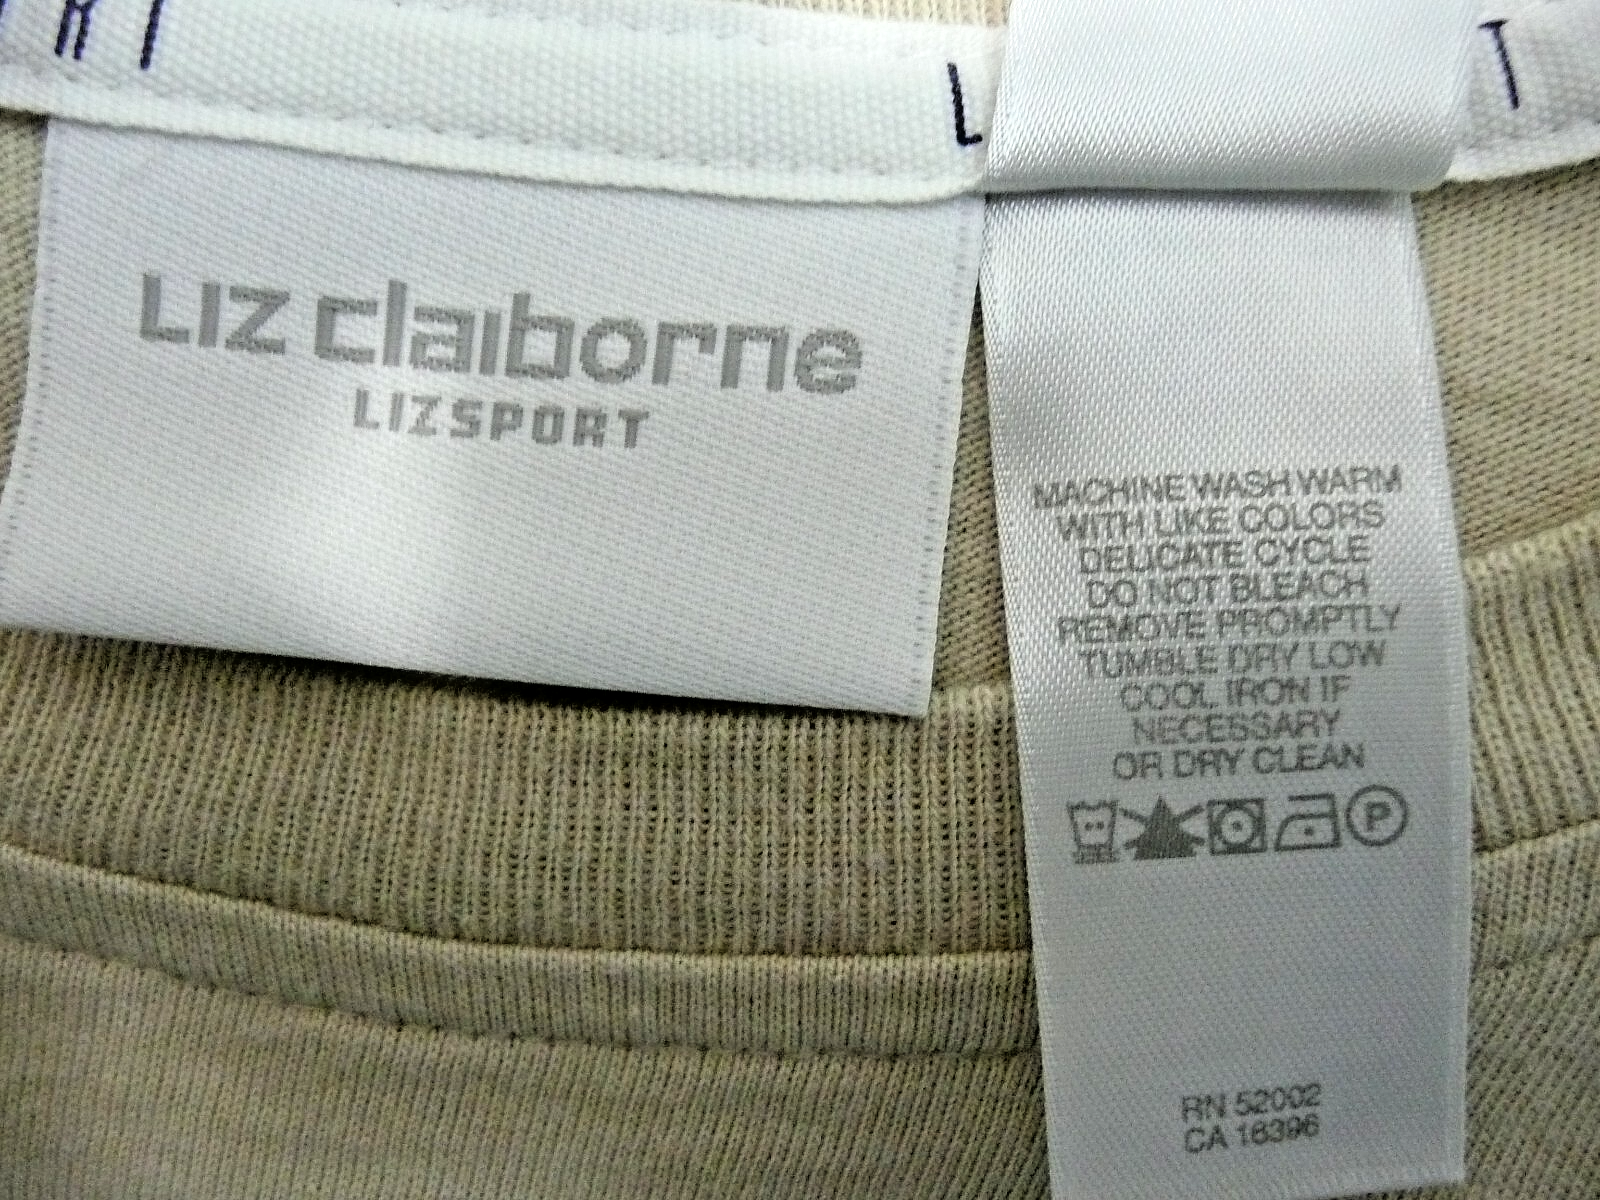 RT
L
T
LIZ claiborne
LIZSPORT
MACHINE WASH WARM
WITH LIKE COLORS
DELICATE CYCLE
DO NOT BLEACH
REMOVE PROMPTLY
TUMBLE DRY LOW
COOL IRON IF
NECESSARY
OR DRY CLEAN
P
RN 52002
CA 16396